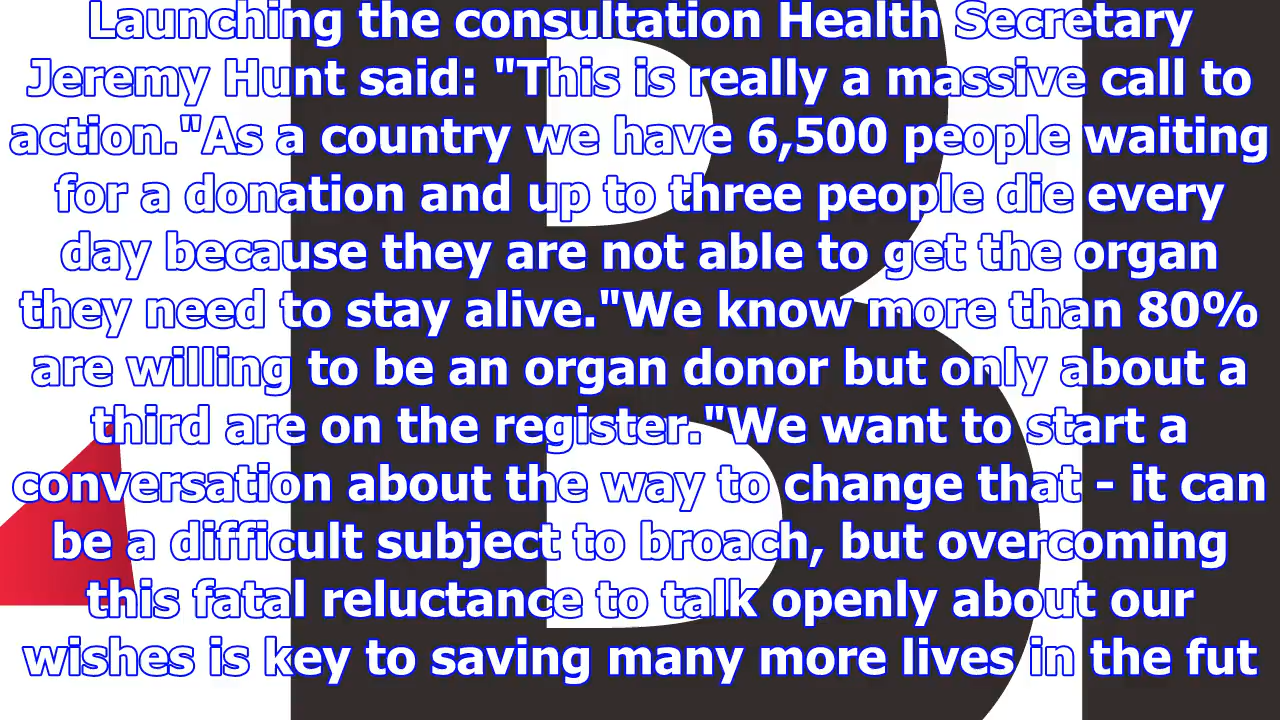 Launching the consultation Health Secretary
Jeremy Hunt said: "This is really a massive call to
action."As a country we have 6,500 people waiting
for a donation and up to three people die every
day because they are not able to get the organ
they need to stay alive."We know more than 80%
are willing to be an organ donor but only about a
third are on the register."We want to start a
conversation about the way to change that - it can
be a difficult subject to broach, but overcoming
this fatal reluctance to talk openly about our
wishes is key to saving many more lives in the fut